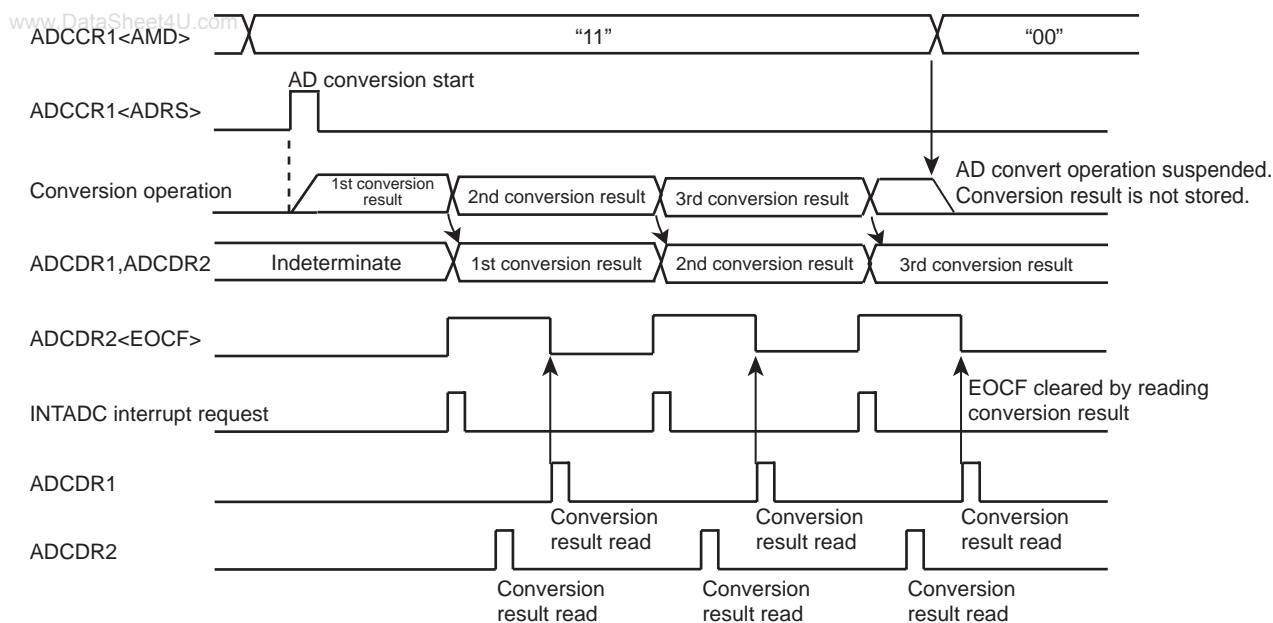 www.DataSheet4U.com
ADCCR1<AMD>
“11”
“00”
AD conversion start
ADCCR1<ADRS>
AD convert operation suspended.
Conversion result is not stored.
Conversion operation
1st conversion
result
2nd conversion result
3rd conversion result
ADCDR1,ADCDR2
Indeterminate
1st conversion result
2nd conversion result
3rd conversion result
ADCDR2<EOCF>
EOCF cleared by reading
conversion result
INTADC interrupt request
ADCDR1
Conversion
result read
Conversion
result read
Conversion
result read
ADCDR2
Conversion
result read
Conversion
result read
Conversion
result read